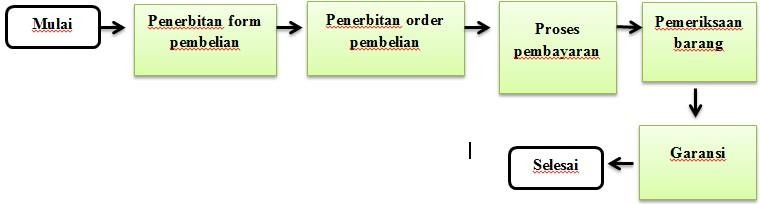 Mulai
Penerbitan form
pembelian
Penerbitan order
pembelian
Proses
pembayaran
Pemeriksaan
barang
Garansi
Selesai